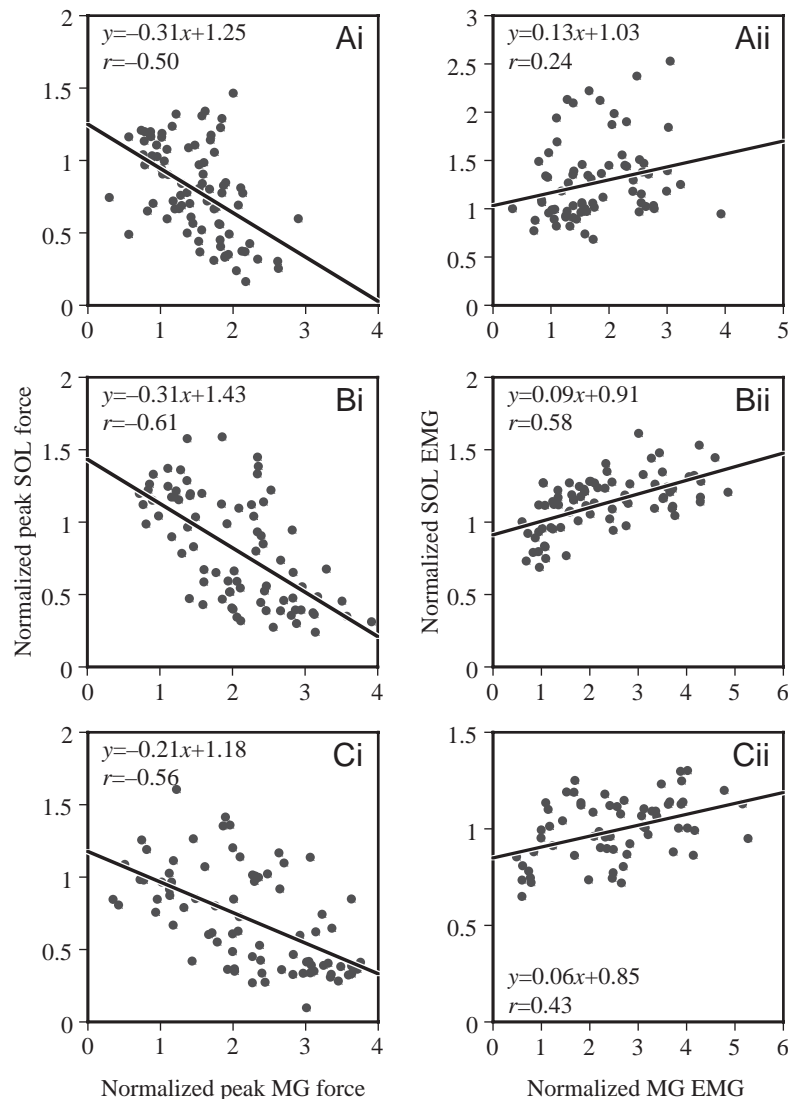 2
y=–0.31x+1.25
Ai
r=–0.50
1.5
1
0.5
0
0 1 2 3 4
3
y=0.13x+1.03
Aii
r=0.24
2.5
2
1.5
1
0.5
0
0 1 2 3 4 5
Normalized peak SOL force
2
y=–0.31x+1.43
Bi
r=–0.61
1.5
1
0.5
0
0 1 2 3 4
Normalized SOL EMG
2
y=0.09x+0.91
Bii
r=0.58
1.5
1
0.5
0
0 1 2 3 4 5 6
2
y=–0.21x+1.18
Ci
r=–0.56
1.5
1
0.5
0
0 1 2 3 4
Normalized peak MG force
1.5
Cii
1
0.5
y=0.06x+0.85
r=0.43
0
0 1 2 3 4 5 6
Normalized MG EMG